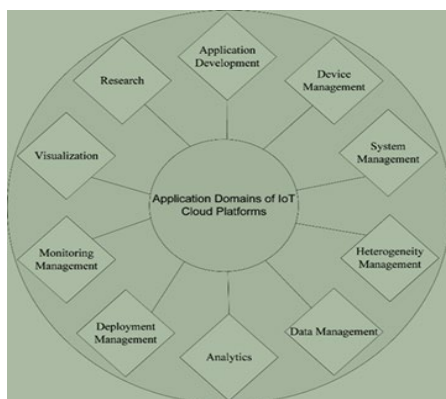 Application
Development
Research
Device
Management
Visualization
System
Management
Application Domains of IoT
Cloud Platforms
Monitoring
Management
Heterogeneity
Management
Deployment
Management
Data Management
Analytics